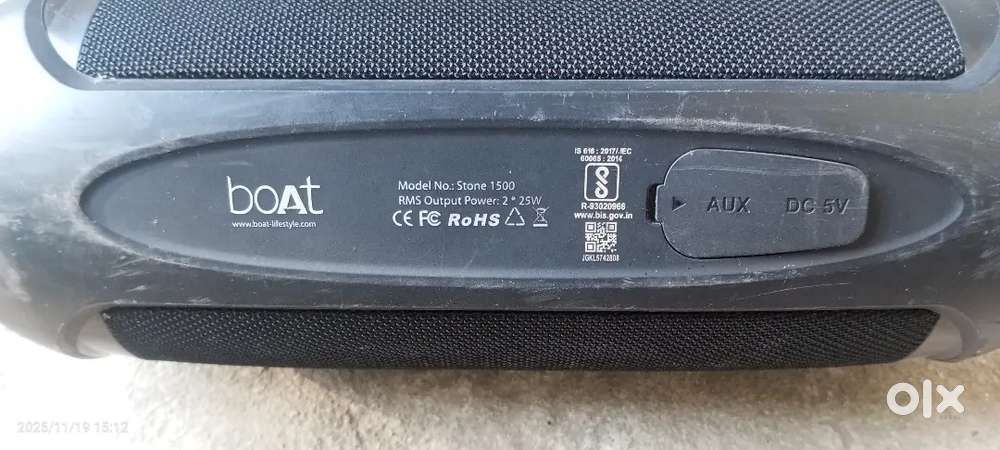 boAt
www.boat-lifestyle.com
Model No.: Stone 1500
RMS Output Power: 2 * 25W
CE FC RoHS
IS 616 : 2017/.IEC
60065 : 2014
R-93020966
www.bis.gov.in
JGKL5742808
AUX DC 5V
2025/11/19 15:12
olx